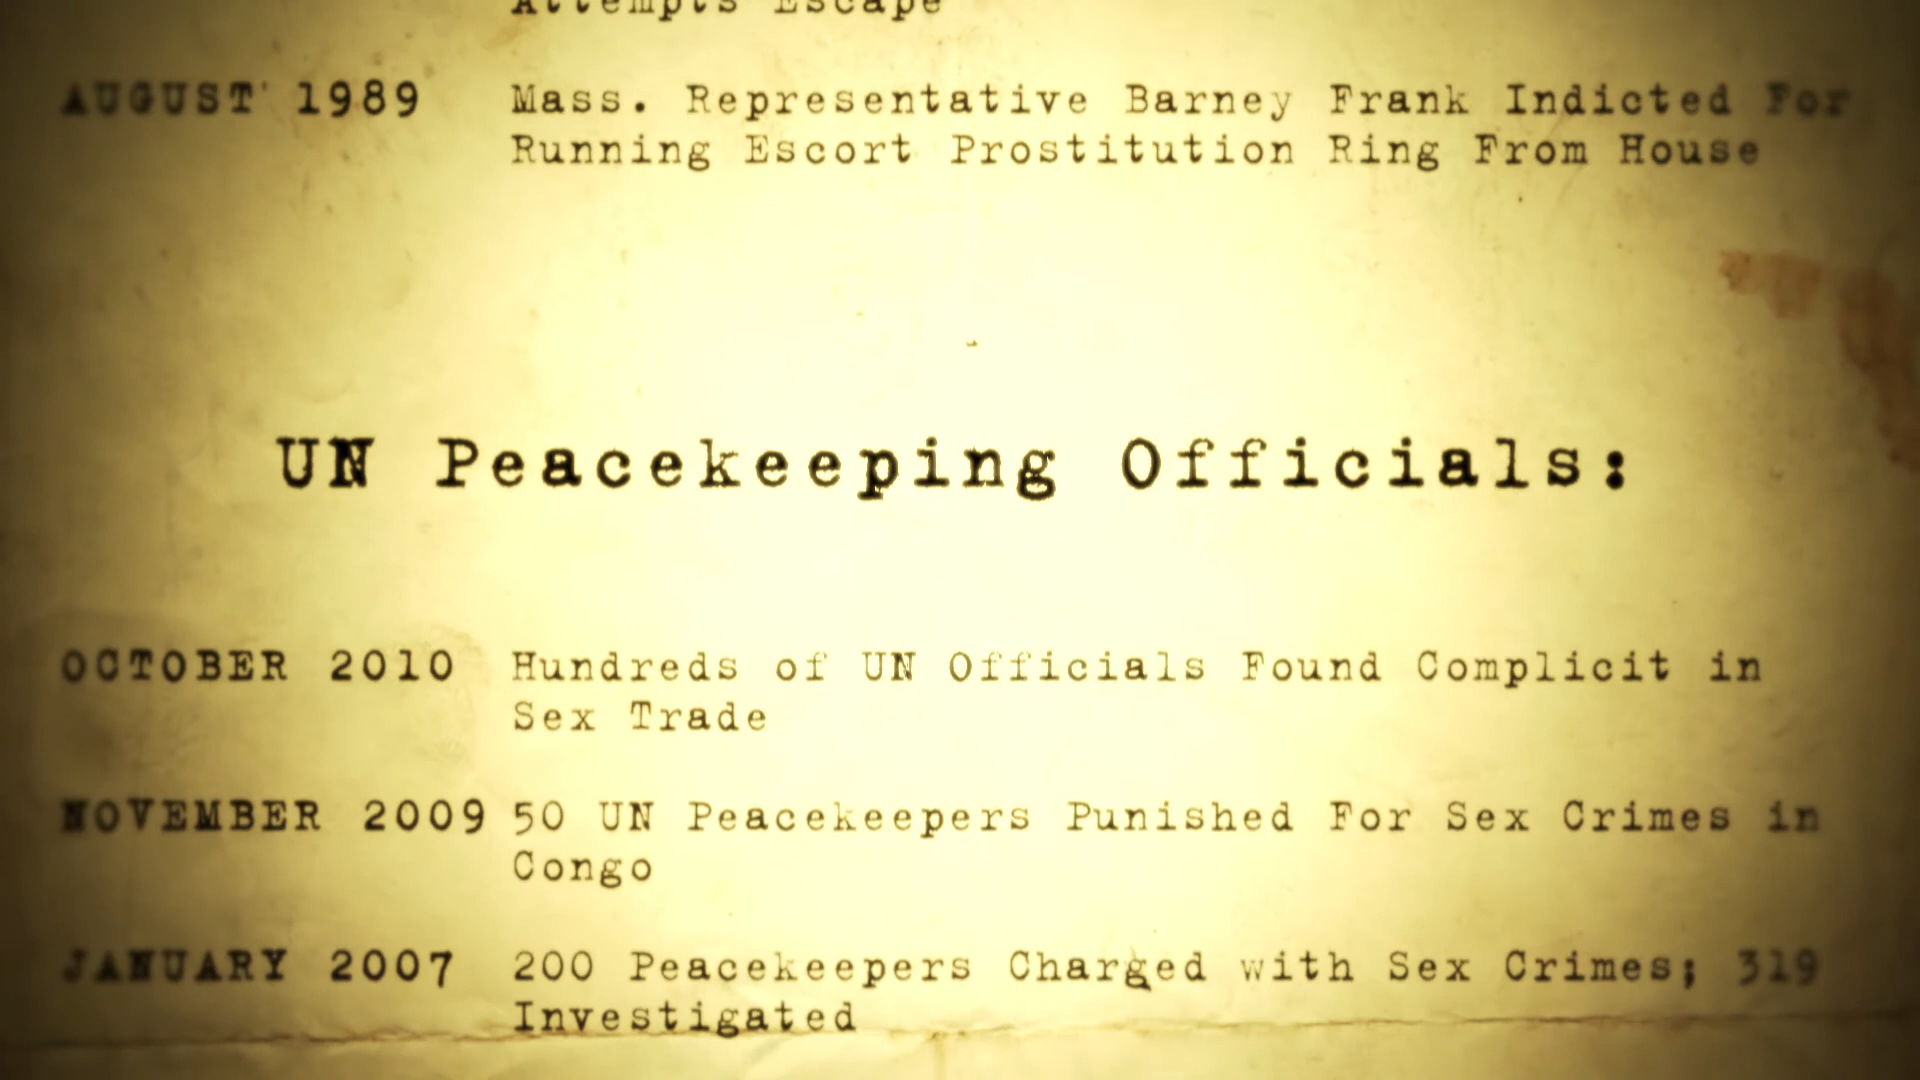 Attempts Escape
AUGUST 1989 Mass. Representative Barney Frank Indicted For
Running Escort Prostitution Ring From House
UN Peacekeeping Officials:
OCTOBER 2010 Hundreds of UN Officials Found Complicit in
Sex Trade
NOVEMBER 2009 50 UN Peacekeepers Punished For Sex Crimes in
Congo
JANUARY 2007 200 Peacekeepers Charged with Sex Crimes; 319
Investigated